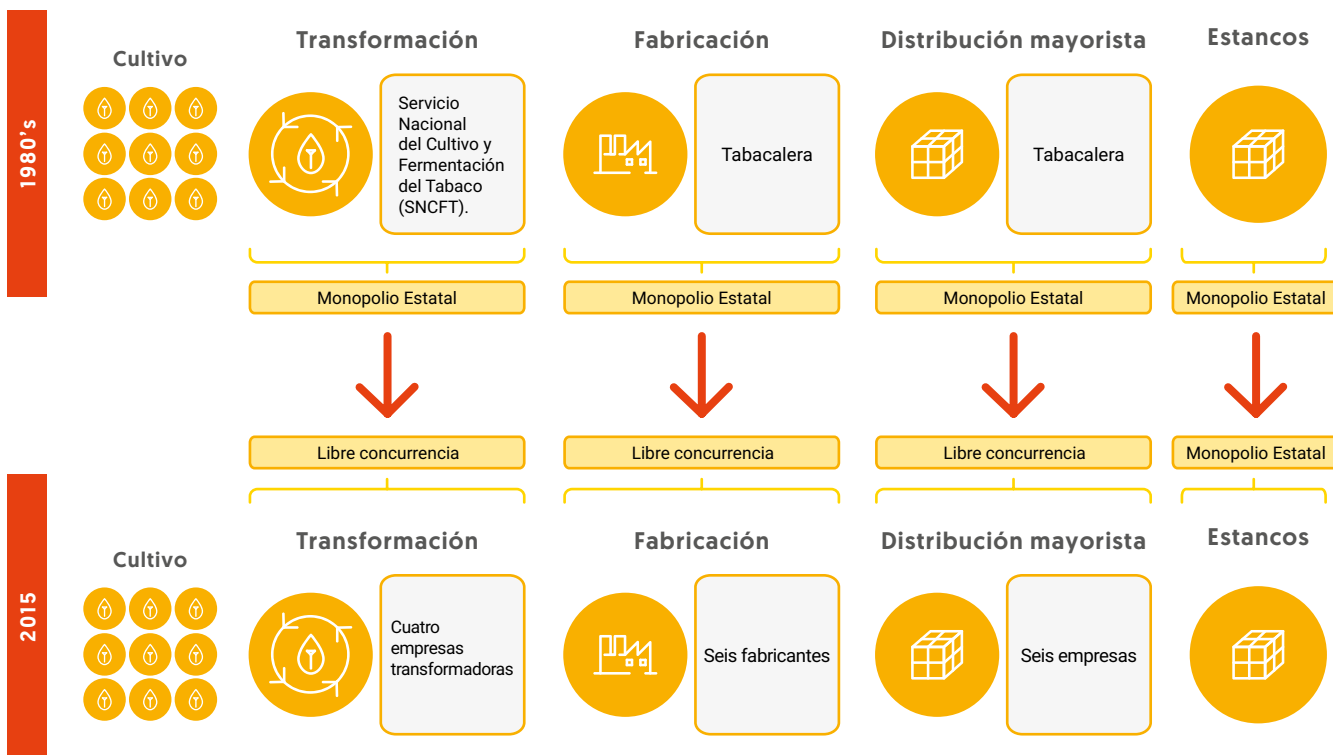 1980's
Cultivo
Transformación
Servicio
Nacional
del Cultivo y
Fermentación
del Tabaco
(SNCFT).
Fabricación
Tabacalera
Distribución mayorista
Tabacalera
Estancos
Monopolio Estatal
Monopolio Estatal
Monopolio Estatal
Monopolio Estatal
Libre concurrencia
Libre concurrencia
Libre concurrencia
Monopolio Estatal
2015
Cultivo
Transformación
Cuatro
empresas
transformadoras
Fabricación
Seis fabricantes
Distribución mayorista
Seis empresas
Estancos